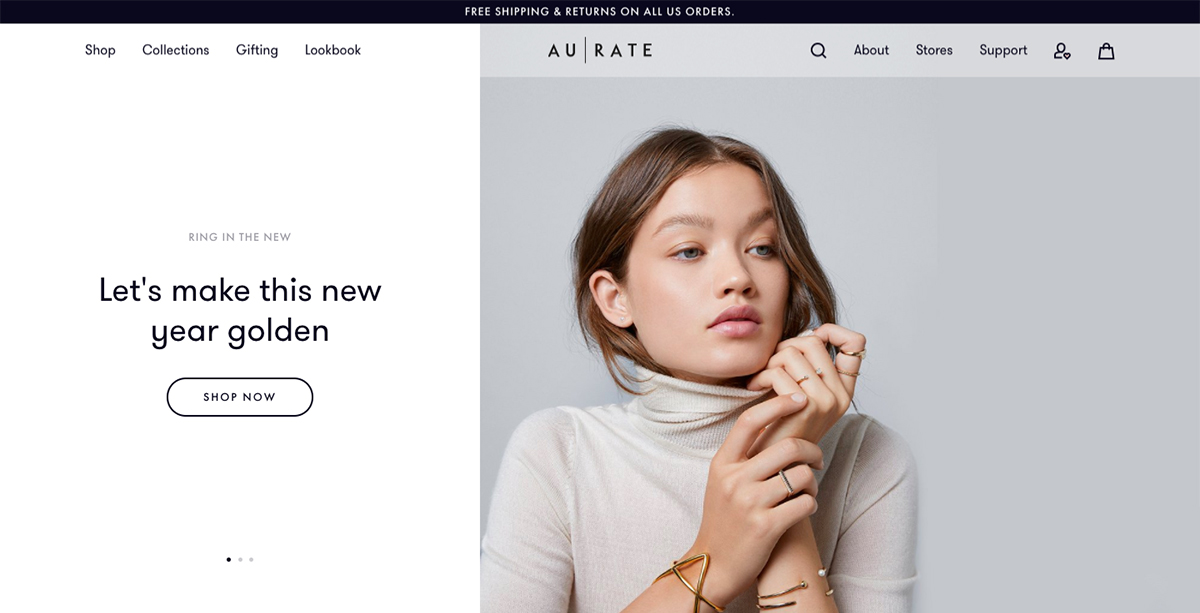 FREE SHIPPING & RETURNS ON ALL US ORDERS.
Shop Collections Gifting Lookbook AU|RATE About Stores Support
RING IN THE NEW
Let's make this new
year golden
SHOP NOW